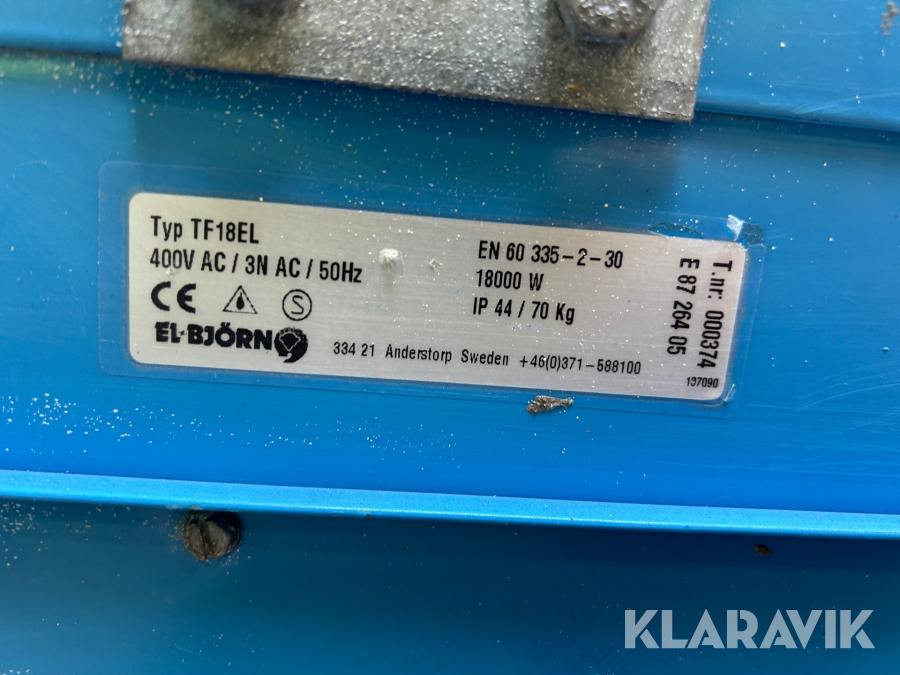 Typ TF18EL
400V AC / 3N AC / 50Hz
CE S
EL-BJÖRN
EN 60 335-2-30
18000 W
IP 44 / 70 Kg
334 21 Anderstorp Sweden +46(0)371-588100
T.nr: 000374
E 87 264 05
137090
KLARAVIK